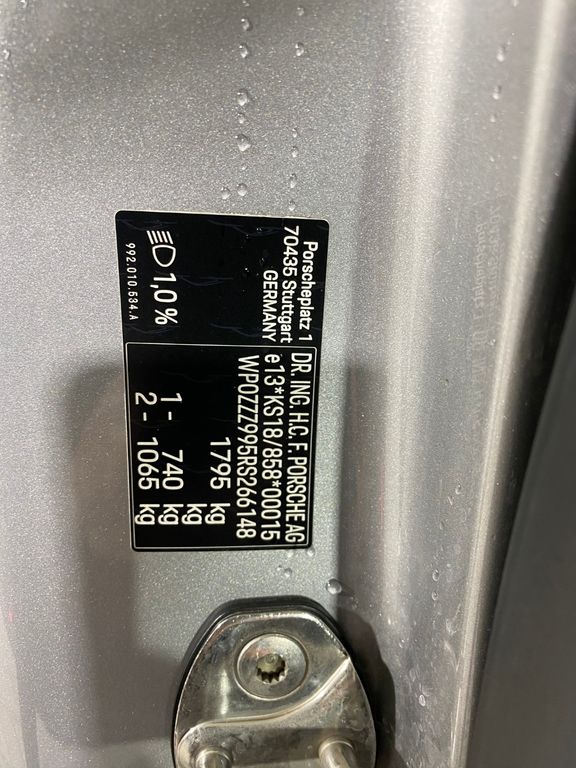 Porscheplatz 1
70435 Stuttgart
GERMANY
1,0 %
992.010.534.A
DR. ING. H.C. F. PORSCHE AG
e13*KS18/858*00015
WP0ZZZ995RS266148
1795 kg
1- 740 kg
2- 1065 kg